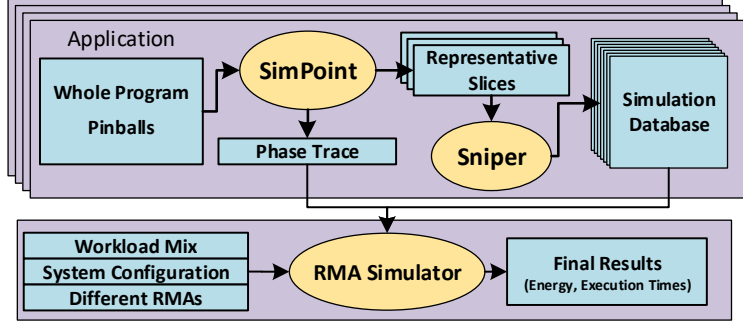 Application
Whole Program
Pinballs
SimPoint
Representative
Slices
Simulation
Database
Phase Trace
Sniper
Workload Mix
System Configuration
Different RMAs
RMA Simulator
Final Results
(Energy, Execution Times)